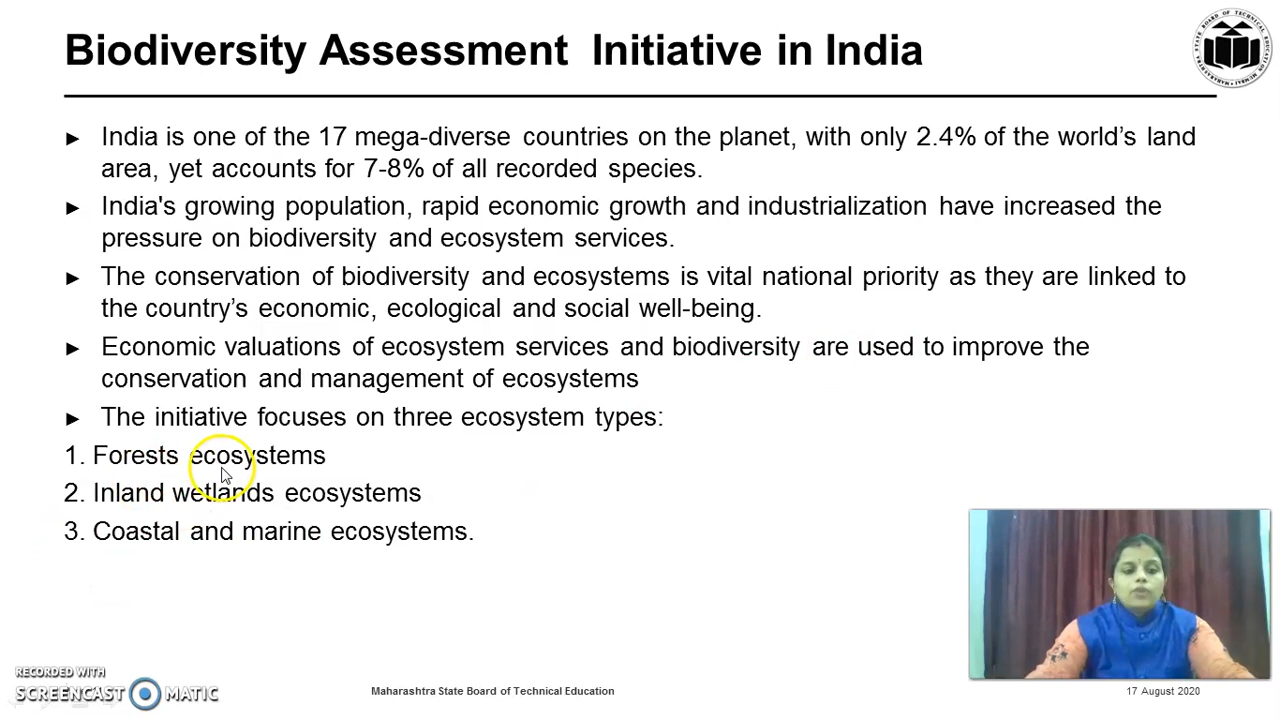 Biodiversity Assessment Initiative in India
► India is one of the 17 mega-diverse countries on the planet, with only 2.4% of the world’s land
area, yet accounts for 7-8% of all recorded species.
► India's growing population, rapid economic growth and industrialization have increased the
pressure on biodiversity and ecosystem services.
► The conservation of biodiversity and ecosystems is vital national priority as they are linked to
the country’s economic, ecological and social well-being.
► Economic valuations of ecosystem services and biodiversity are used to improve the
conservation and management of ecosystems
► The initiative focuses on three ecosystem types:
1. Forests ecosystems
2. Inland wetlands ecosystems
3. Coastal and marine ecosystems.
RECORDED WITH
SCREENCAST MATIC
Maharashtra State Board of Technical Education
17 August 2020